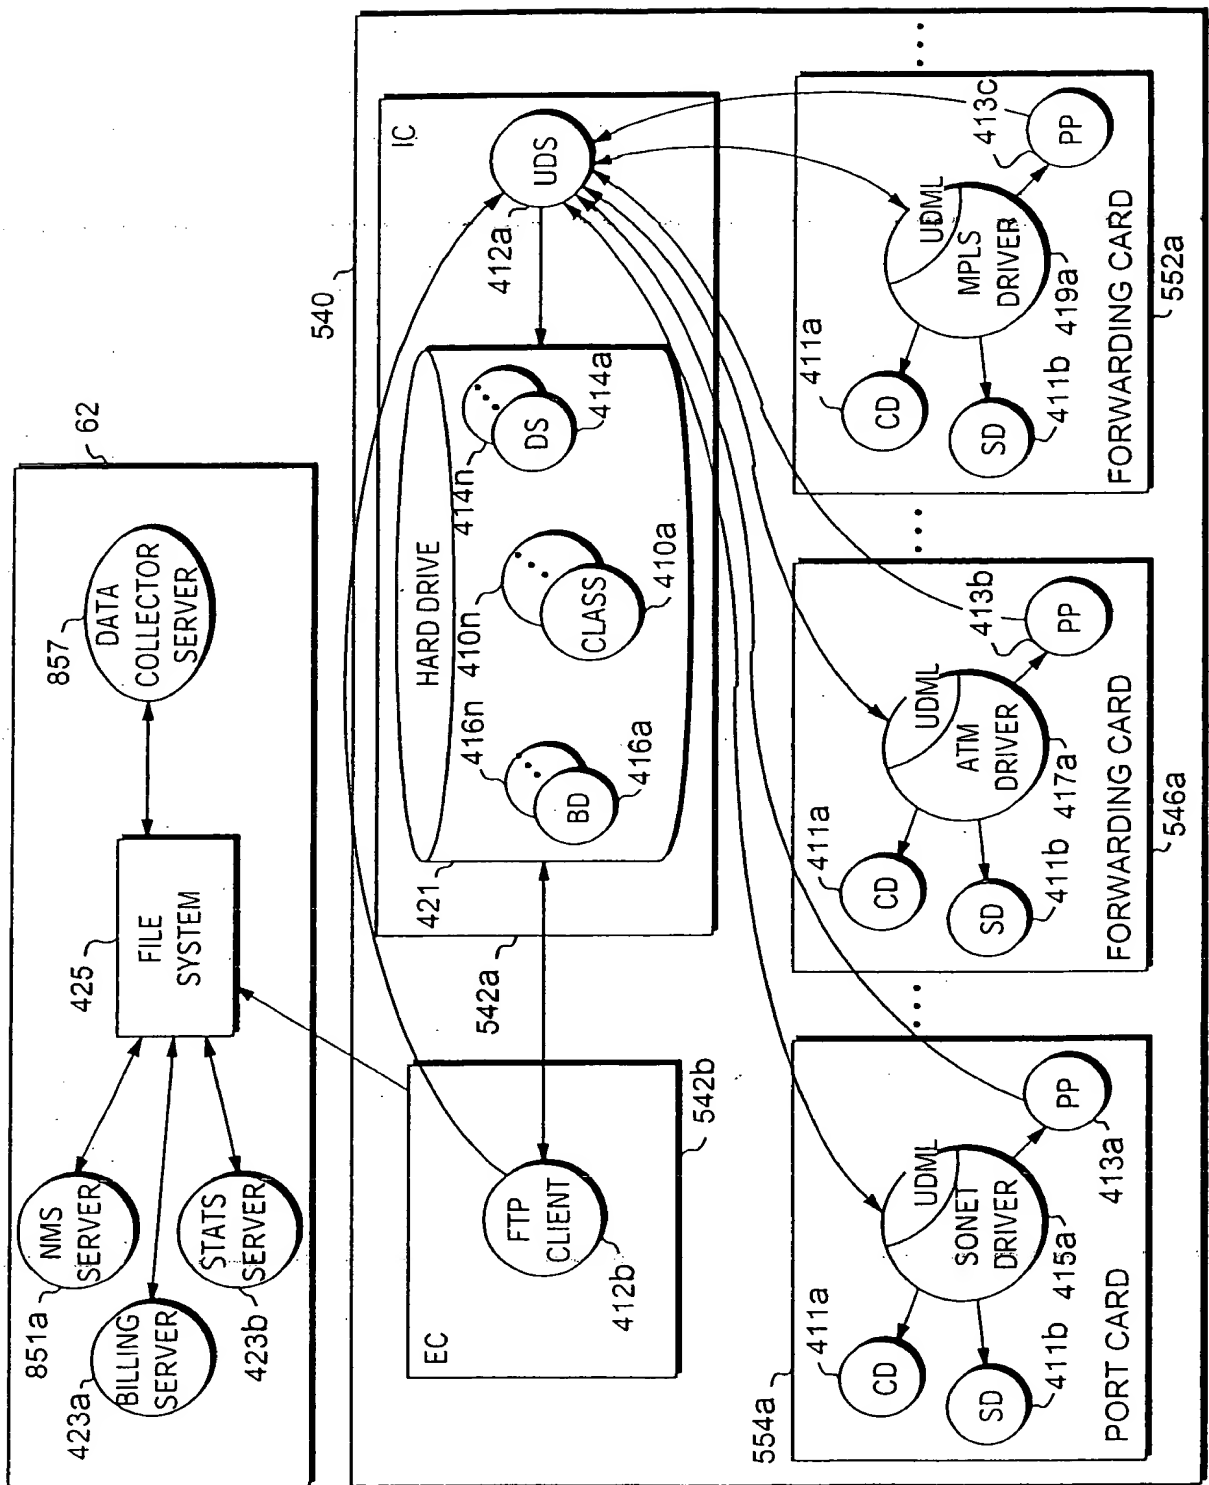 62
857
DATA
COLLECTOR
SERVER
425
FILE
SYSTEM
NMS
SERVER
851a
BILLING
SERVER
423a
STATS
SERVER
423b
540
IC
UDS
412a
HARD DRIVE
421
414n
DS
414a
410n
CLASS
410a
416n
BD
416a
542a
EC
FTP
CLIENT
412b
542b
554a
411a
CD
SD
411b
UDML
SONET
DRIVER
415a
PP
413a
PORT CARD
411a
CD
SD
411b
UDML
ATM
DRIVER
417a
PP
413b
FORWARDING CARD
546a
411a
CD
SD
411b
UDML
MPLS
DRIVER
419a
PP
413c
FORWARDING CARD
552a